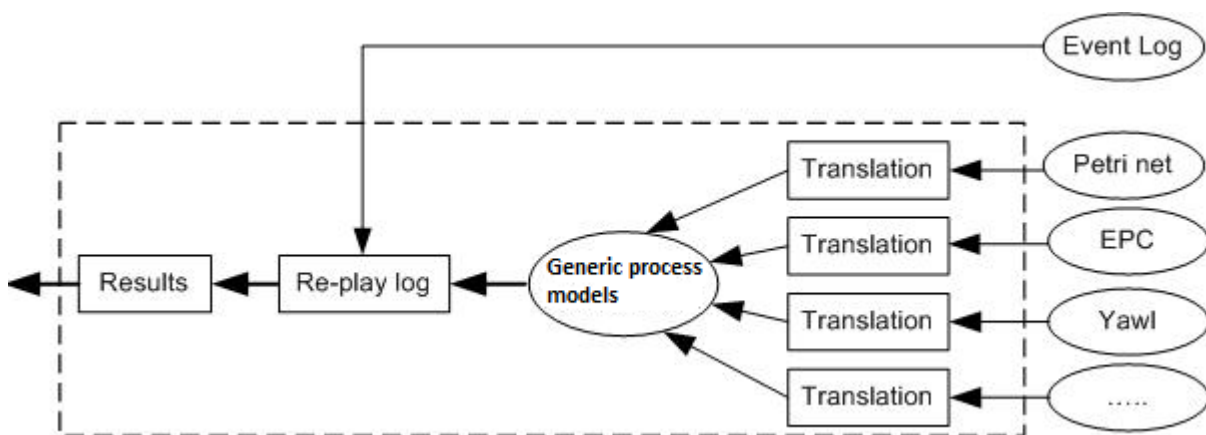 Event Log
Translation
Petri net
Translation
EPC
Results
Re-play log
Generic process
models
Translation
Yawl
Translation
.....